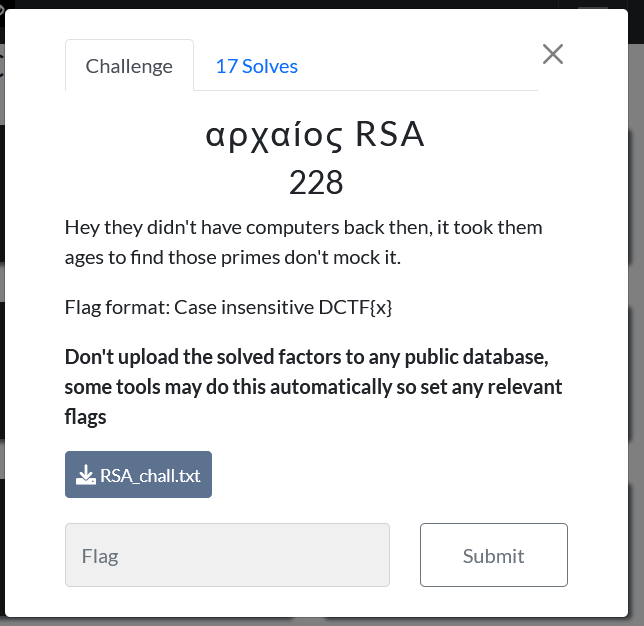 Challenge
17 Solves
αρχαίος RSA
228
Hey they didn't have computers back then, it took them
ages to find those primes don't mock it.
Flag format: Case insensitive DCTF{x}
Don't upload the solved factors to any public database,
some tools may do this automatically so set any relevant
flags
RSA_chall.txt
Flag
Submit